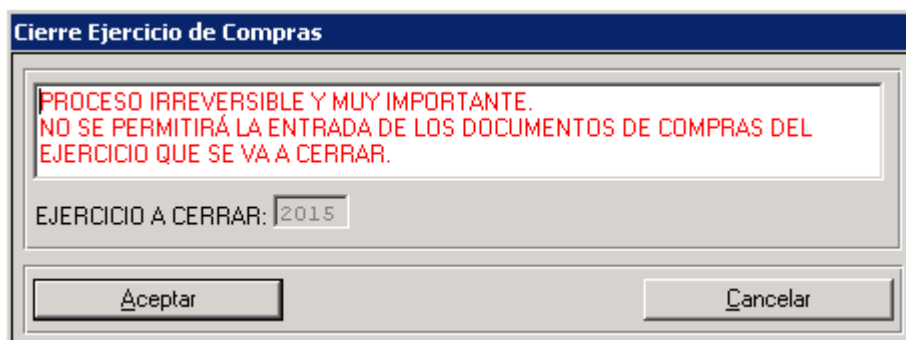 Cierre Ejercicio de Compras
PROCESO IRREVERSIBLE Y MUY IMPORTANTE.
NO SE PERMITIRÁ LA ENTRADA DE LOS DOCUMENTOS DE COMPRAS DEL
EJERCICIO QUE SE VA A CERRAR.
EJERCICIO A CERRAR: 2015
Aceptar Cancelar